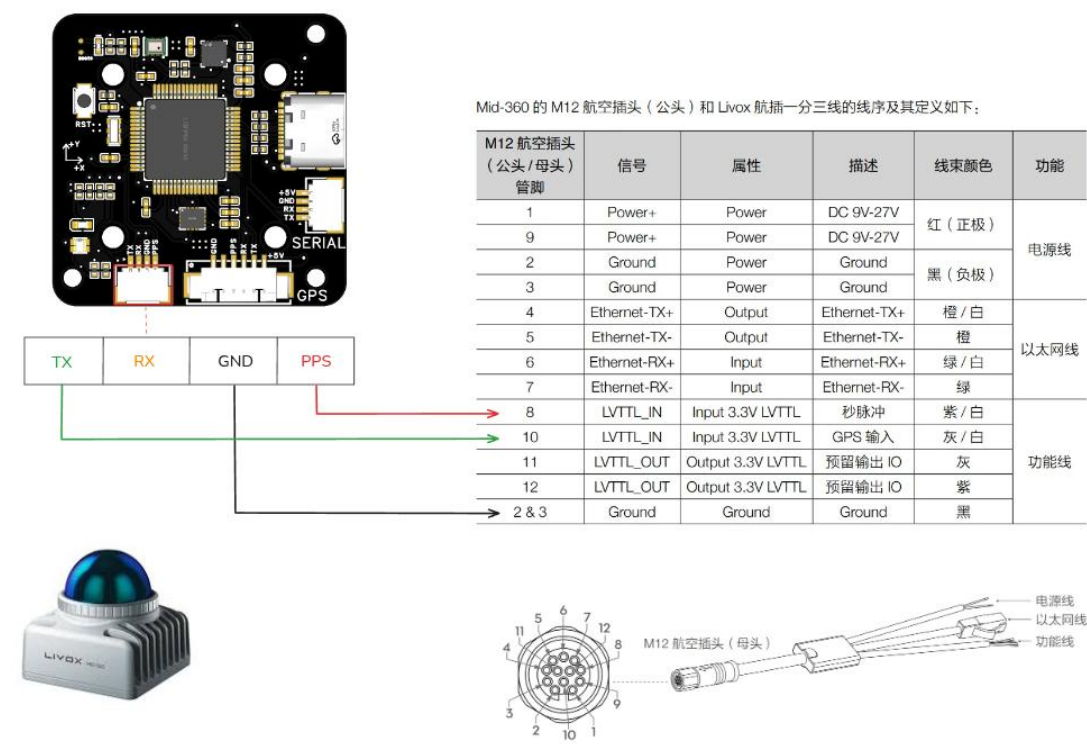 RST
+Y
+X
+5V
GND
RX
TX
SERIAL
TX
RX
GND
PPS
GND
PPS
RX
TX
+5V
GPS
TX RX GND PPS
Mid-360 的 M12 航空插头（公头）和 Livox 航插一分三线的线序及其定义如下：
M12 航空插头（公头/母头）管脚 信号 属性 描述 线束颜色 功能
1 Power+ Power DC 9V-27V 红（正极） 电源线
9 Power+ Power DC 9V-27V
2 Ground Power Ground 黑（负极）
3 Ground Power Ground
4 Ethernet-TX+ Output Ethernet-TX+ 橙/白 以太网线
5 Ethernet-TX- Output Ethernet-TX- 橙
6 Ethernet-RX+ Input Ethernet-RX+ 绿/白
7 Ethernet-RX- Input Ethernet-RX- 绿
8 LVTTL_IN Input 3.3V LVTTL 秒脉冲 紫/白 功能线
10 LVTTL_IN Input 3.3V LVTTL GPS 输入 灰/白
11 LVTTL_OUT Output 3.3V LVTTL 预留输出 IO 灰
12 LVTTL_OUT Output 3.3V LVTTL 预留输出 IO 紫
2 & 3 Ground Ground Ground 黑
LIVOX
6
5
7
11
12
4
8
3
9
2
10
1
M12 航空插头（母头）
电源线
以太网线
功能线